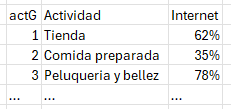 actG Actividad Internet
1 Tienda 62%
2 Comida preparada 35%
3 Peluqueria y bellez 78%
... ... ...